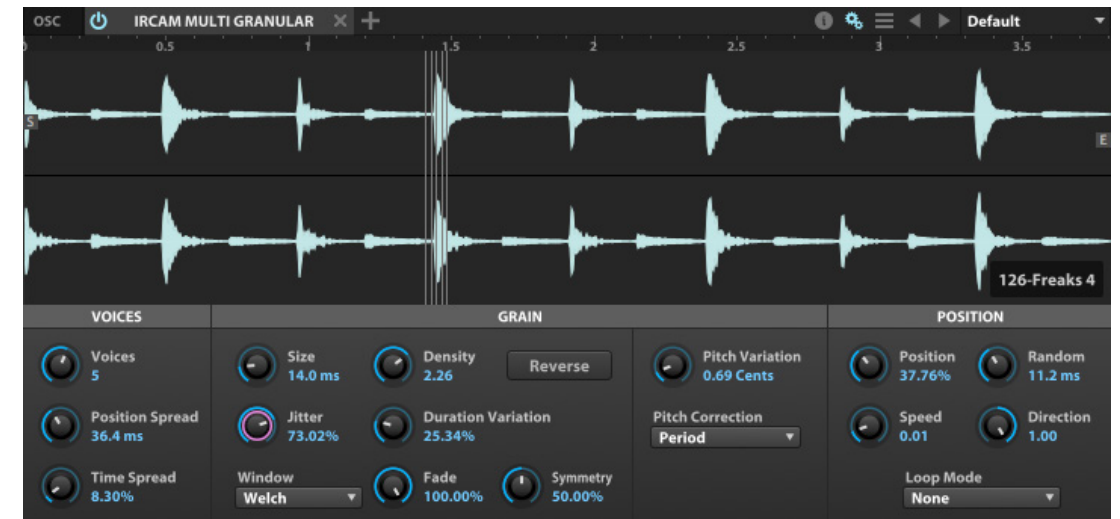 OSC IRCAM MULTI GRANULAR × + i Default
0.5 1 1.5 2 2.5 3 3.5
S
E
126-Freaks 4
VOICES GRAIN POSITION
Voices
5
Size
14.0 ms
Density
2.26
Reverse
Pitch Variation
0.69 Cents
Position
37.76%
Random
11.2 ms
Position Spread
36.4 ms
Jitter
73.02%
Duration Variation
25.34%
Pitch Correction
Period
Speed
0.01
Direction
1.00
Time Spread
8.30%
Window
Welch
Fade
100.00%
Symmetry
50.00%
Loop Mode
None